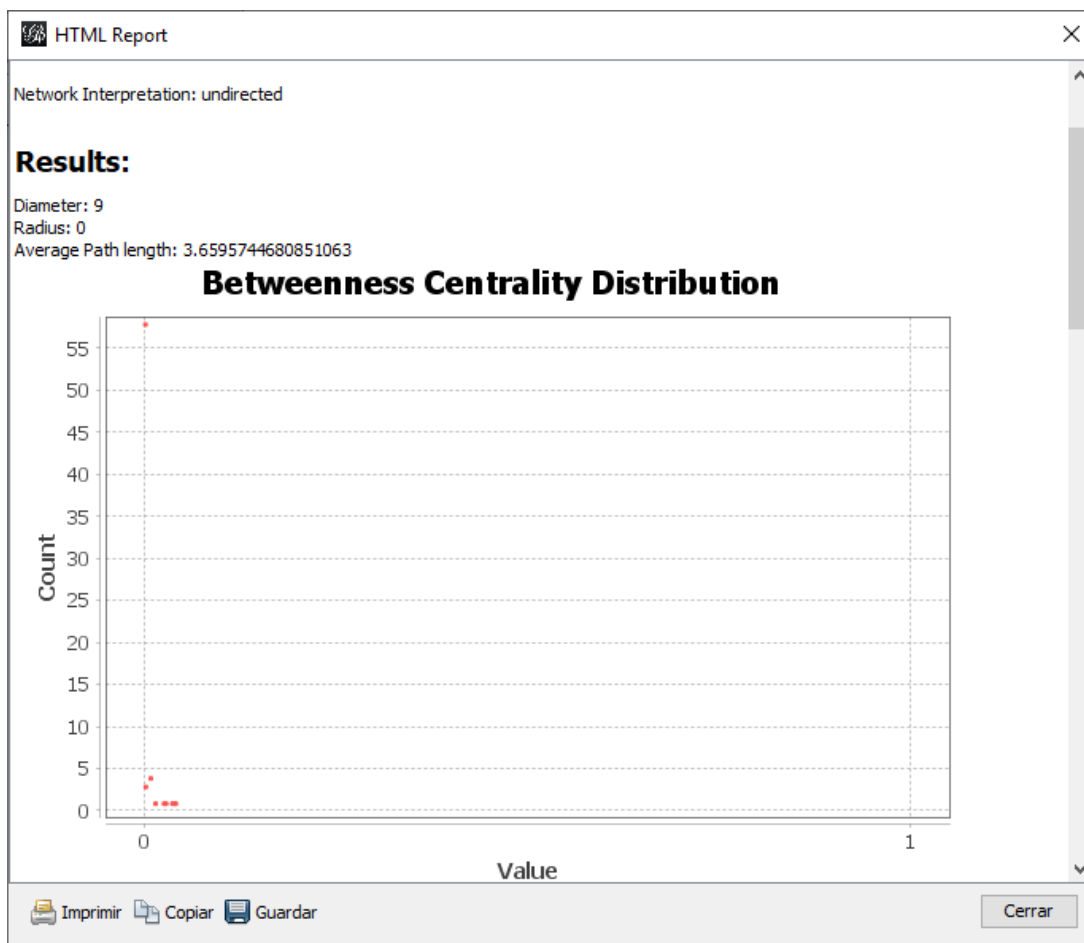 HTML Report
Network Interpretation: undirected
Results:
Diameter: 9
Radius: 0
Average Path length: 3.6595744680851063
Betweenness Centrality Distribution
55
50
45
40
35
30
25
20
15
10
5
0
Count
0 1
Value
Imprimir Copiar Guardar Cerrar